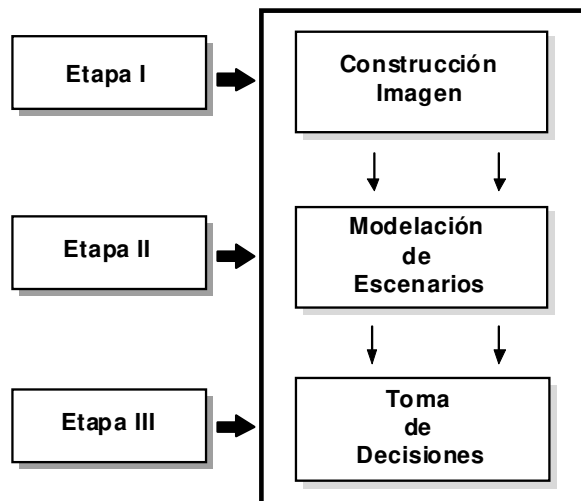 Etapa I
Construcción
Imagen
Etapa II
Modelación
de
Escenarios
Etapa III
Toma
de
Decisiones